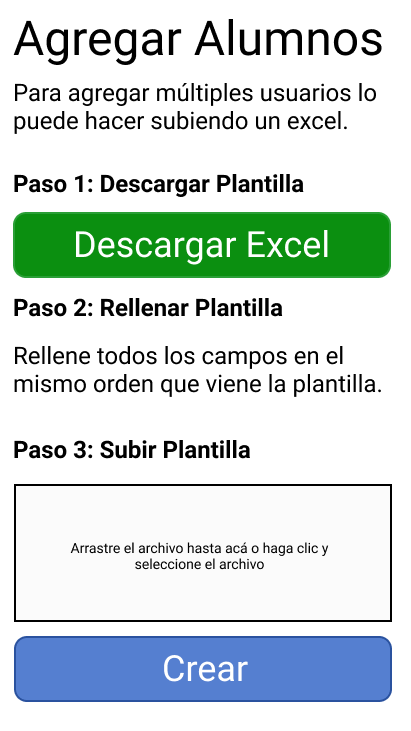 Agregar Alumnos
Para agregar múltiples usuarios lo
puede hacer subiendo un excel.
Paso 1: Descargar Plantilla
Descargar Excel
Paso 2: Rellenar Plantilla
Rellene todos los campos en el
mismo orden que viene la plantilla.
Paso 3: Subir Plantilla
Arrastre el archivo hasta acá o haga clic y
seleccione el archivo
Crear